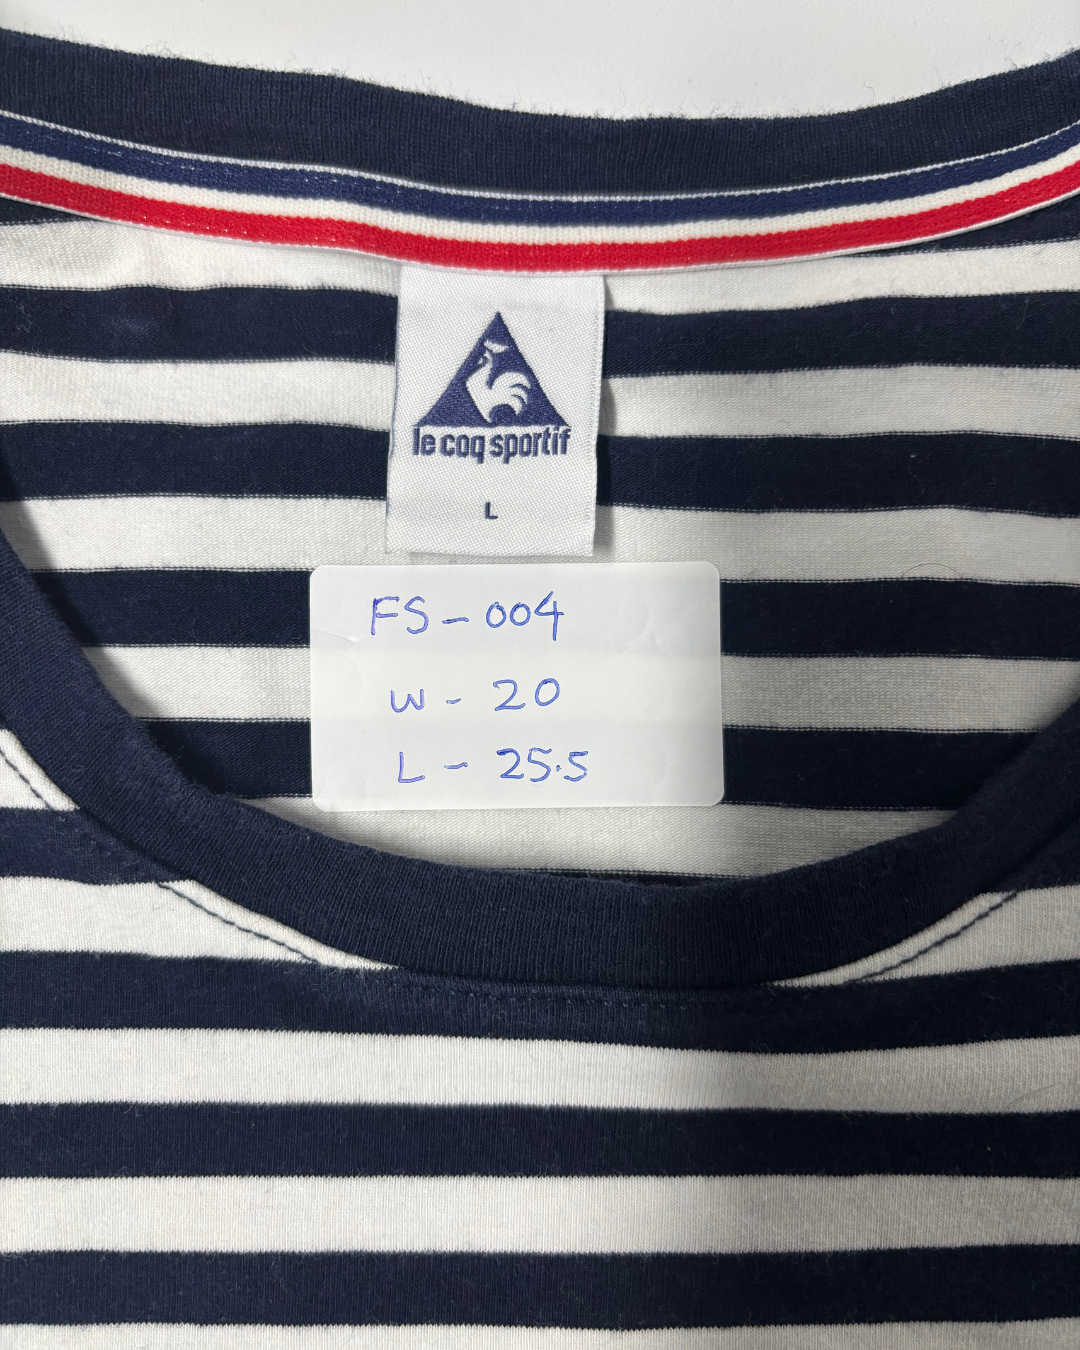 le coq sportif
L
FS - 004
W - 20
L - 25.5